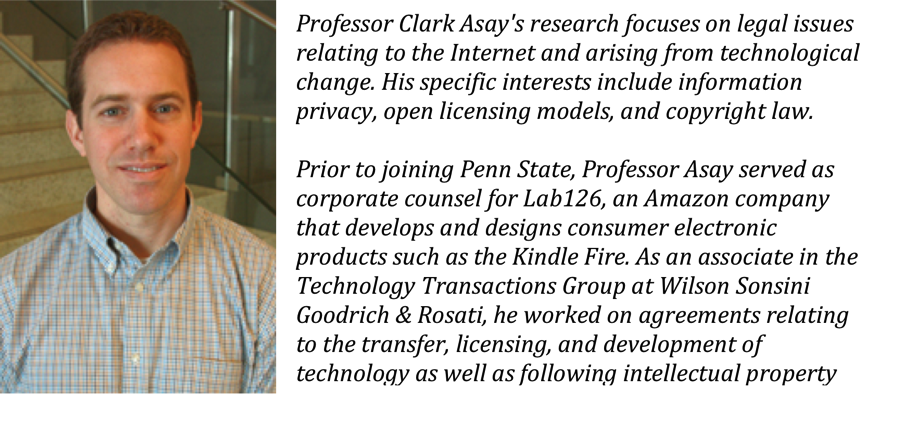 Professor Clark Asay's research focuses on legal issues
relating to the Internet and arising from technological
change. His specific interests include information
privacy, open licensing models, and copyright law.
Prior to joining Penn State, Professor Asay served as
corporate counsel for Lab126, an Amazon company
that develops and designs consumer electronic
products such as the Kindle Fire. As an associate in the
Technology Transactions Group at Wilson Sonsini
Goodrich & Rosati, he worked on agreements relating
to the transfer, licensing, and development of
technology as well as following intellectual property